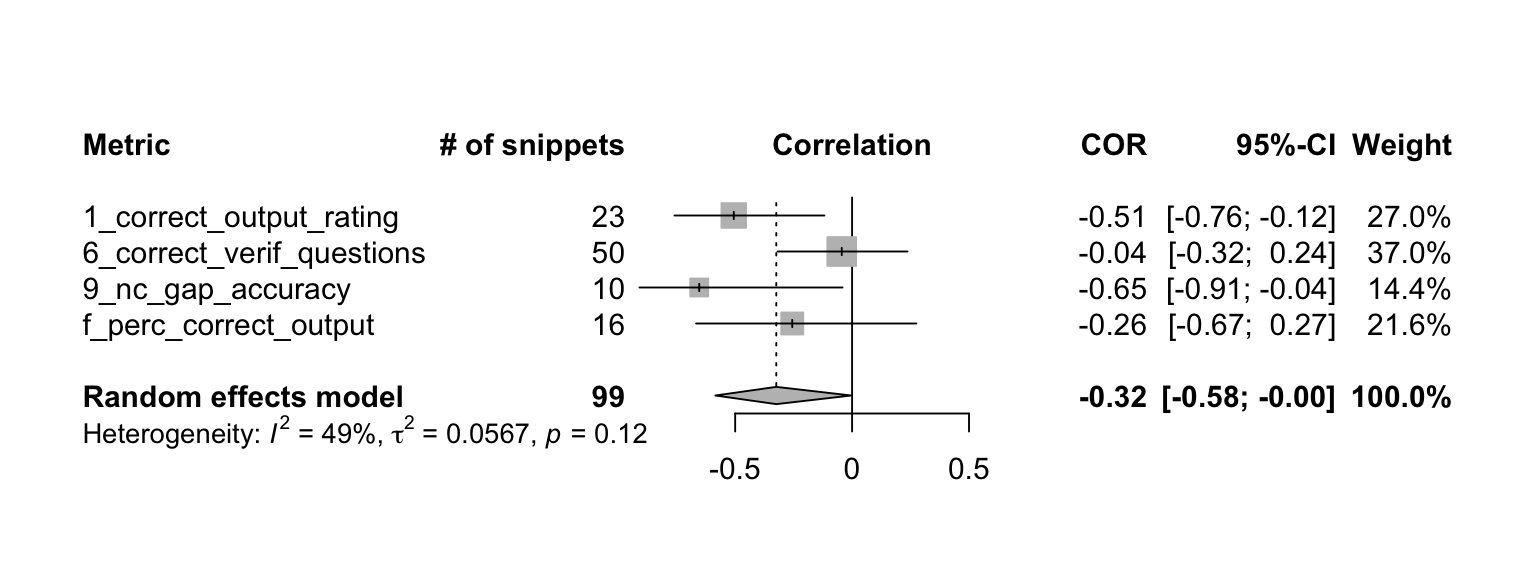 Metric # of snippets Correlation COR 95%-CI Weight
1_correct_output_rating 23 -0.51 [-0.76; -0.12] 27.0%
6_correct_verif_questions 50 -0.04 [-0.32; 0.24] 37.0%
9_nc_gap_accuracy 10 -0.65 [-0.91; -0.04] 14.4%
f_perc_correct_output 16 -0.26 [-0.67; 0.27] 21.6%
Random effects model 99 -0.32 [-0.58; -0.00] 100.0%
Heterogeneity: I² = 49%, τ² = 0.0567, p = 0.12
-0.5 0 0.5